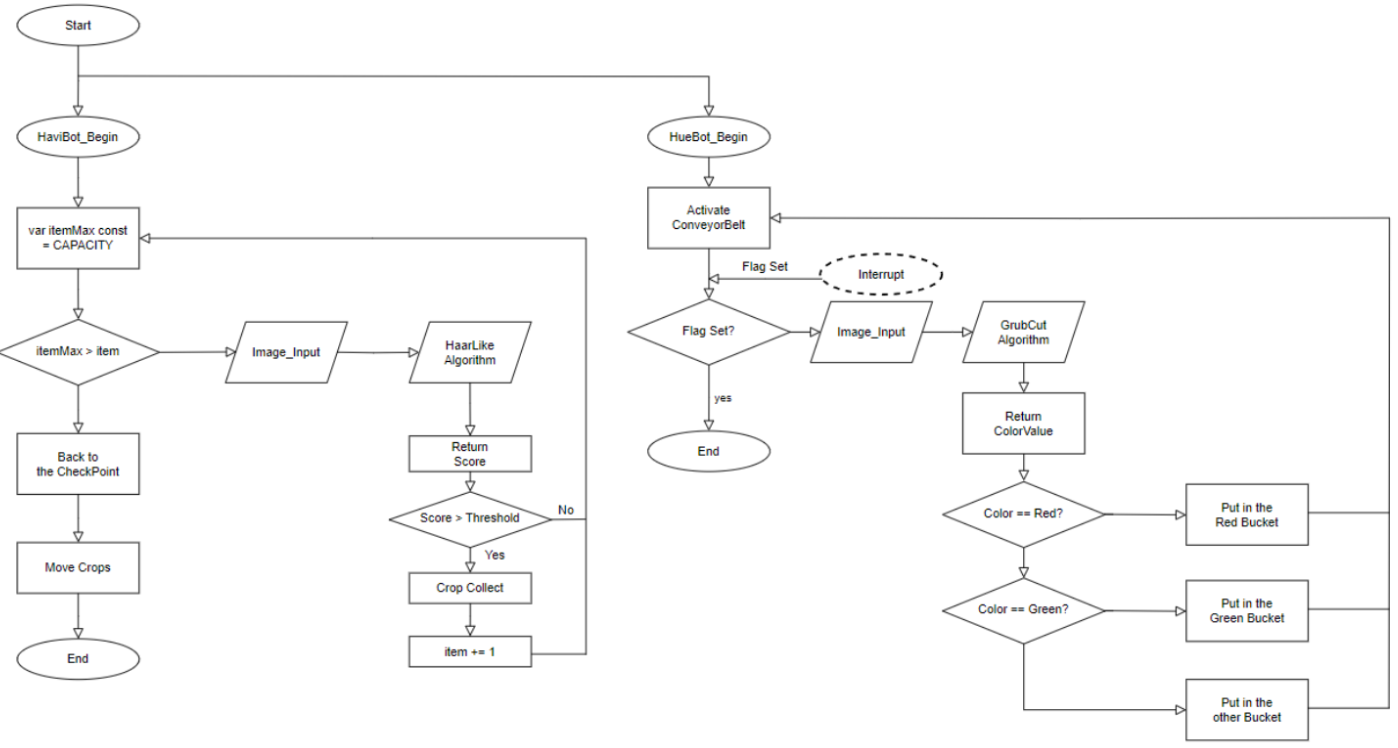 Start
HaviBot_Begin
HueBot_Begin
var itemMax const
= CAPACITY
Activate
ConveyorBelt
Flag Set
Interrupt
itemMax > item
Image_Input
HaarLike
Algorithm
Flag Set?
Image_Input
GrubCut
Algorithm
yes
End
Return
ColorValue
Back to
the CheckPoint
Return
Score
Score > Threshold
No
Yes
Color == Red?
Put in the
Red Bucket
Move Crops
Crop Collect
Color == Green?
Put in the
Green Bucket
End
item += 1
Put in the
other Bucket